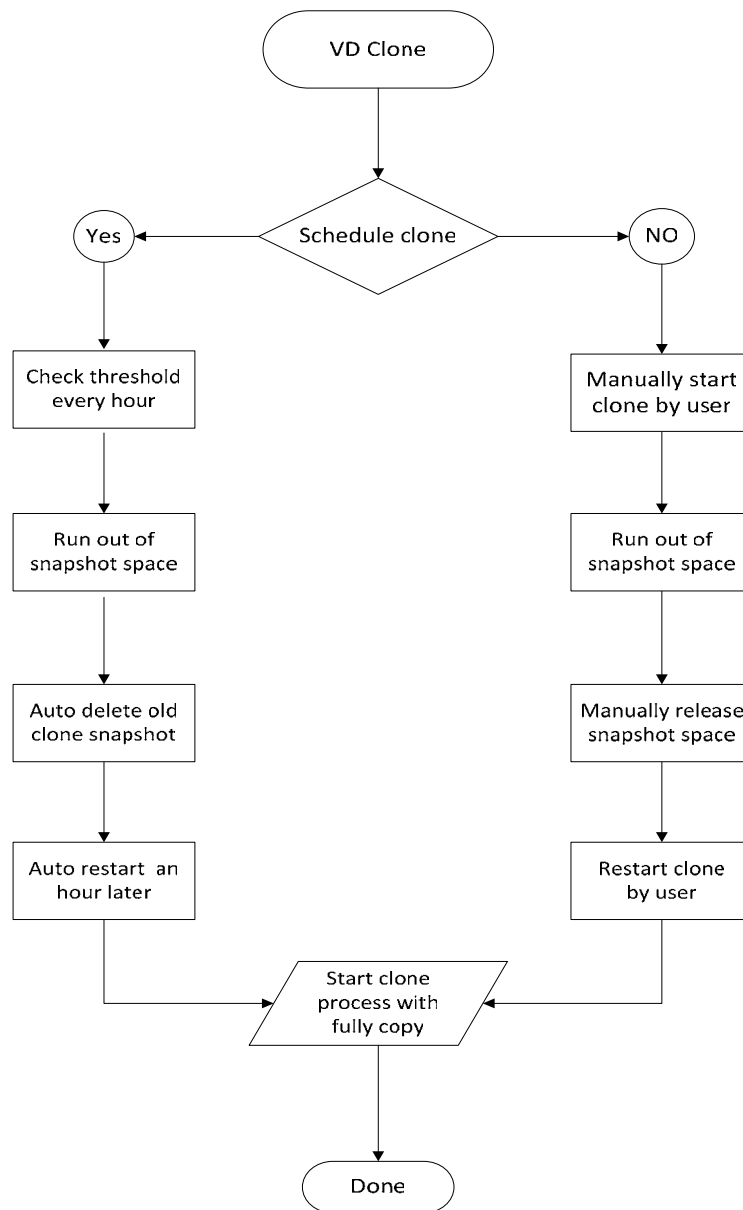 VD Clone
Schedule clone
Yes
NO
Check threshold
every hour
Manually start
clone by user
Run out of
snapshot space
Run out of
snapshot space
Auto delete old
clone snapshot
Manually release
snapshot space
Auto restart an
hour later
Restart clone
by user
Start clone
process with
fully copy
Done